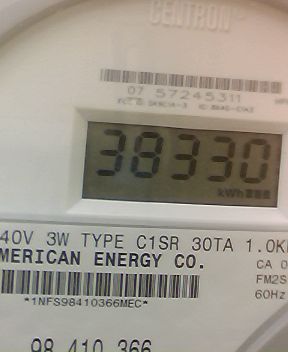 CENTRON
07 57245311
38330
kWh
40V 3W TYPE C1SR 30TA 1.0K
MERICAN ENERGY CO.
CA 0
FM2S
60Hz
*1NFS98410366MEC*
98 410 366